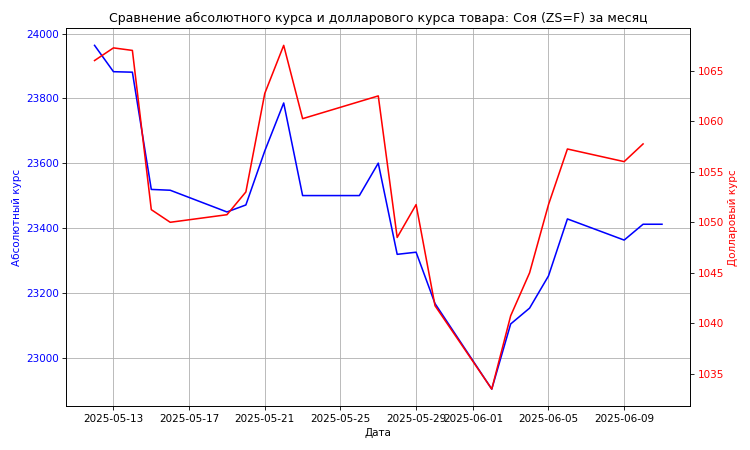 Сравнение абсолютного курса и долларового курса товара: Соя (ZS=F) за месяц
24000
23800
23600
23400
23200
23000
Абсолютный курс
1065
1060
1055
1050
1045
1040
1035
Долларовый курс
2025-05-13 2025-05-17 2025-05-21 2025-05-25 2025-05-29 2025-06-01 2025-06-05 2025-06-09
Дата